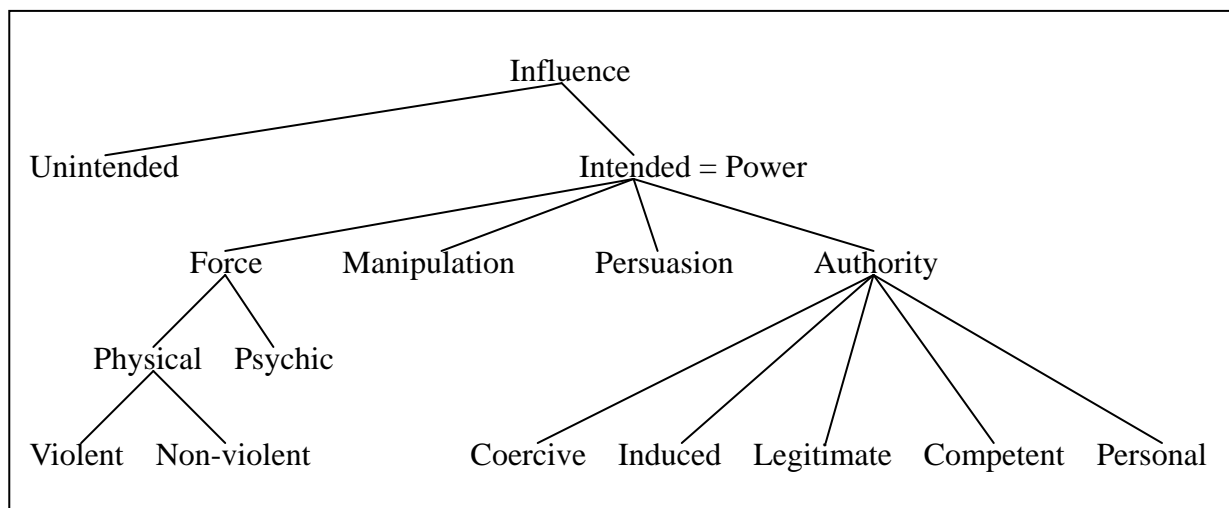 Influence
Unintended Intended = Power
Force Manipulation Persuasion Authority
Physical Psychic
Violent Non-violent Coercive Induced Legitimate Competent Personal